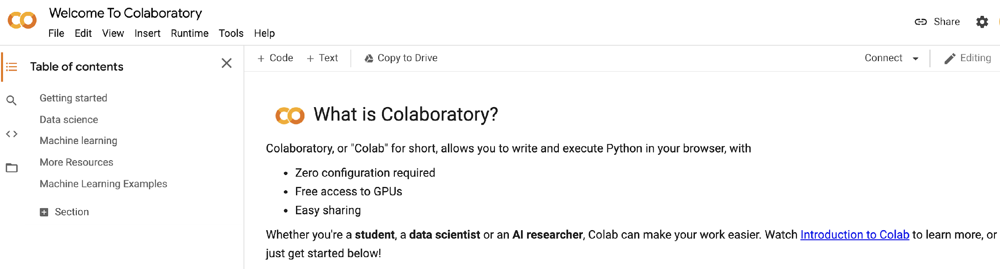 Welcome To Colaboratory
File Edit View Insert Runtime Tools Help
Share
Table of contents
Getting started
Data science
Machine learning
More Resources
Machine Learning Examples
Section
+ Code + Text Copy to Drive
Connect Editing
What is Colaboratory?
Colaboratory, or "Colab" for short, allows you to write and execute Python in your browser, with
• Zero configuration required
• Free access to GPUs
• Easy sharing
Whether you're a student, a data scientist or an AI researcher, Colab can make your work easier. Watch Introduction to Colab to learn more, or
just get started below!